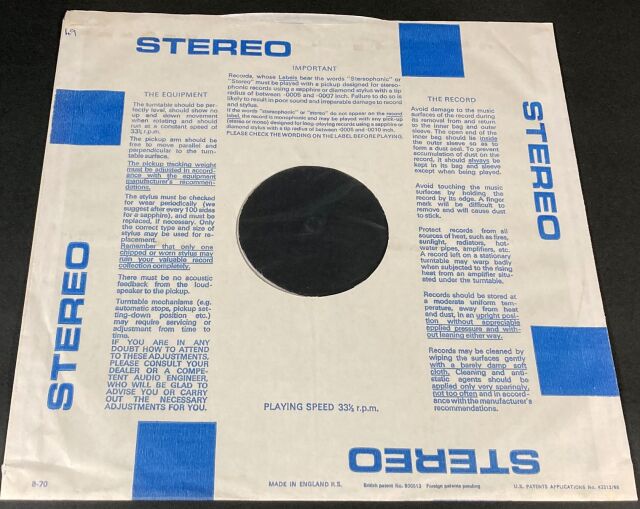 49
STEREO
IMPORTANT
Records, whose Labels bear the words "Stereophonic" or
"Stereo" must be played with a pickup designed for stereo-
phonic records using a sapphire or diamond stylus with a tip
radius of between ·0005 and ·0007 inch. Failure to do so is
likely to result in poor sound and irreparable damage to record
and stylus.
If the words "stereophonic" or "stereo" do not appear on the record
label, the record is monophonic and may be played with any pick-up
(stereo or mono) designed for long-playing records using a sapphire or
diamond stylus with a tip radius of between ·0005 and ·0010 inch.
PLEASE CHECK THE WORDING ON THE LABEL BEFORE PLAYING.
THE EQUIPMENT
The turntable should be per-
fectly level, should show no
up and down movement
when rotating and should
run at a constant speed of
33⅓ r.p.m.
The pickup arm should be
free to move parallel and
perpendicular to the turn-
table surface.
The pickup tracking weight
must be adjusted in accord-
ance with the equipment
manufacturer's recommen-
dations.
The stylus must be checked
for wear periodically (we
suggest after every 100 sides
for a sapphire), and must be
replaced, if necessary. Only
the correct type and size of
stylus may be used for re-
placement.
Remember that only one
chipped or worn stylus may
ruin your valuable record
collection completely.
There must be no acoustic
feedback from the loud-
speaker to the pickup.
Turntable mechanisms (e.g.
automatic stops, pickup set-
ting-down position etc.)
may require servicing or
adjustment from time to
time.
IF YOU ARE IN ANY
DOUBT HOW TO ATTEND
TO THESE ADJUSTMENTS,
PLEASE CONSULT YOUR
DEALER OR A COMPE-
TENT AUDIO ENGINEER,
WHO WILL BE GLAD TO
ADVISE YOU OR CARRY
OUT THE NECESSARY
ADJUSTMENTS FOR YOU.
THE RECORD
Avoid damage to the music
surfaces of the record during
its removal from and return
to the inner bag and outer
sleeve. The open end of the
inner bag should be inside
the outer sleeve so as to
form a dust seal. To prevent
accumulation of dust on the
record, it should always be
kept in its bag and sleeve
except when being played.
Avoid touching the music
surfaces by holding the
record by its edge. A finger
mark will be difficult to
remove and will cause dust
to stick.
Protect records from all
sources of heat, such as fires,
sunlight, radiators, hot-
water pipes, amplifiers, etc.
A record left on a stationary
turntable may warp badly
when subjected to the rising
heat from an amplifier situ-
ated under the turntable.
Records should be stored at
a moderate uniform tem-
perature, away from heat
and dust, in an upright posi-
tion without appreciable
applied pressure and with-
out leaning either way.
Records may be cleaned by
wiping the surfaces gently
with a barely damp soft
cloth. Cleaning and anti-
static agents should be
applied only very sparingly,
not too often and in accord-
ance with the manufacturer's
recommendations.
STEREO
STEREO
PLAYING SPEED 33⅓ r.p.m.
STEREO
8-70
MADE IN ENGLAND R.S.
British patent No. 800513 Foreign patents pending
U.S. PATENTS APPLICATIONS No.